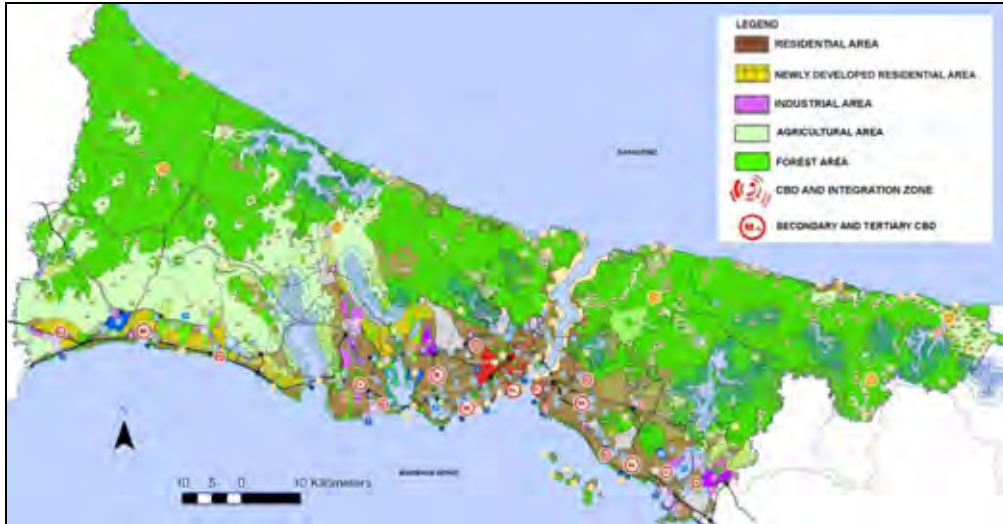 LEGEND
RESIDENTIAL AREA
NEWLY DEVELOPED RESIDENTIAL AREA
INDUSTRIAL AREA
AGRICULTURAL AREA
FOREST AREA
CBD AND INTEGRATION ZONE
SECONDARY AND TERTIARY CBD
10 5 0 10 Kilometers